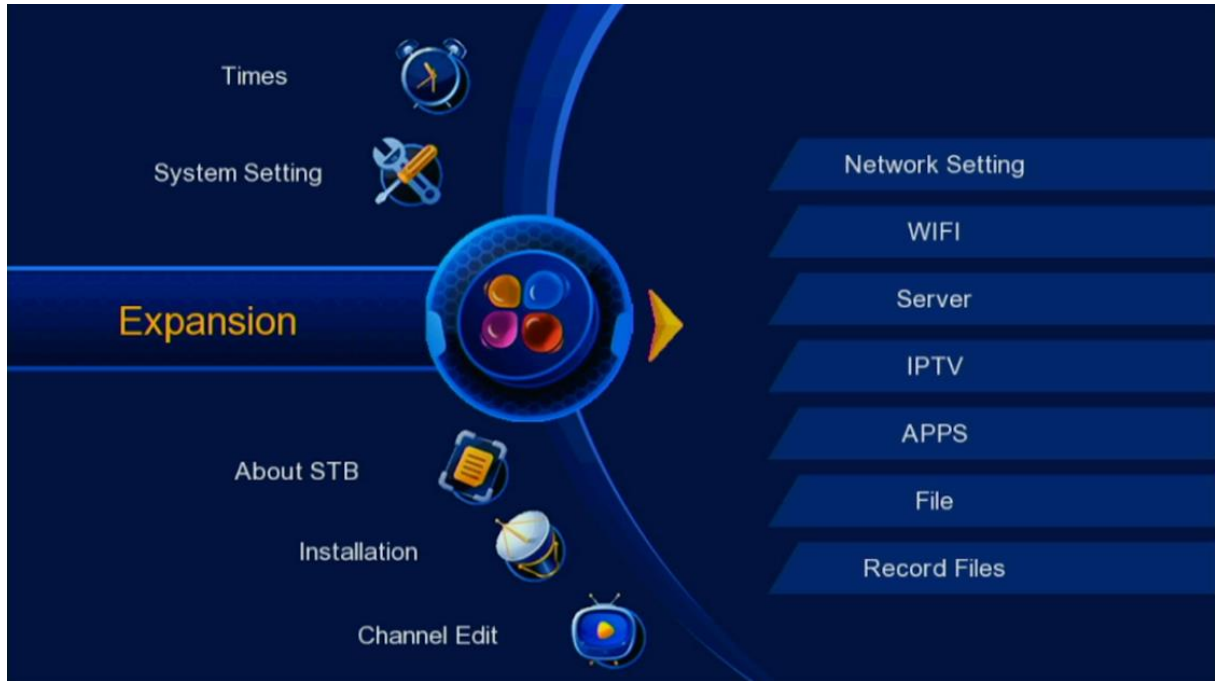 Times
System Setting
Expansion
About STB
Installation
Channel Edit
Network Setting
WIFI
Server
IPTV
APPS
File
Record Files